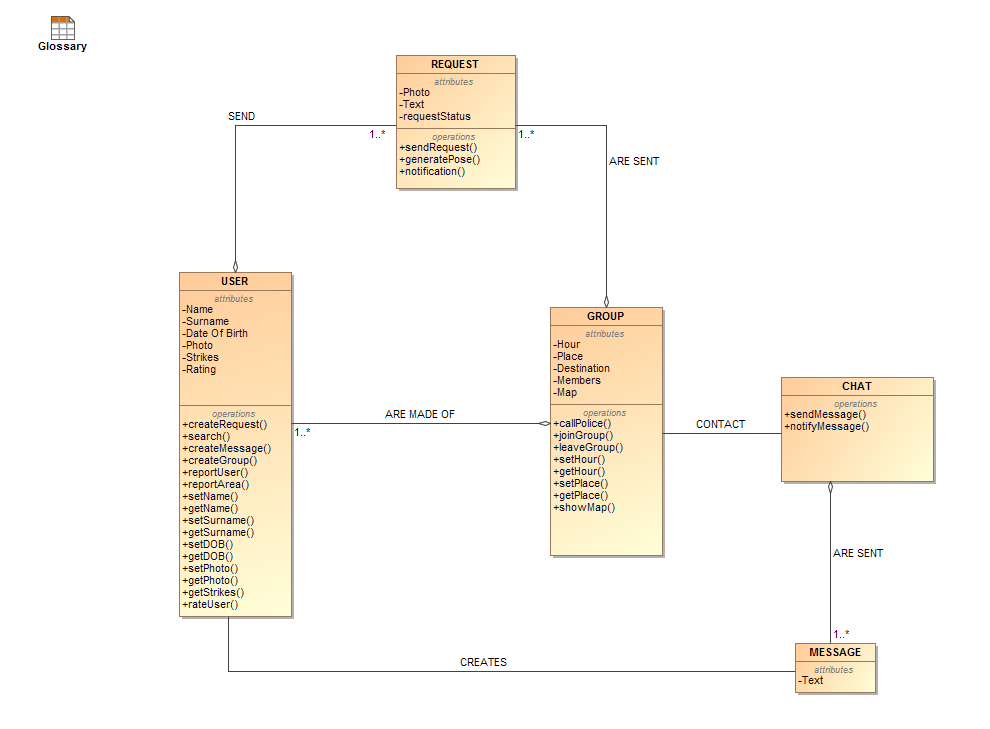 Glossary
REQUEST
attributes
-Photo
-Text
-requestStatus
operations
+sendRequest()
+generatePose()
+notification()
SEND
1..*
1..*
ARE SENT
USER
attributes
-Name
-Surname
-Date Of Birth
-Photo
-Strikes
-Rating
operations
+createRequest()
+search()
+createMessage()
+createGroup()
+reportUser()
+reportArea()
+setName()
+getName()
+setSurname()
+getSurname()
+setDOB()
+getDOB()
+setPhoto()
+getPhoto()
+getStrikes()
+rateUser()
ARE MADE OF
1..*
GROUP
attributes
-Hour
-Place
-Destination
-Members
-Map
operations
+callPolice()
+joinGroup()
+leaveGroup()
+setHour()
+getHour()
+setPlace()
+getPlace()
+showMap()
CONTACT
CHAT
operations
+sendMessage()
+notifyMessage()
ARE SENT
1..*
MESSAGE
attributes
-Text
CREATES